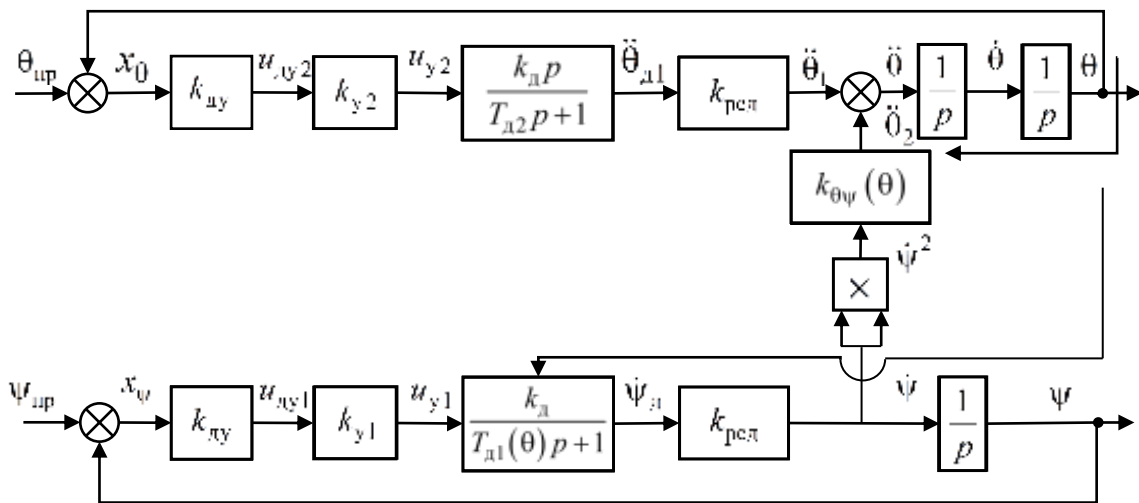 θпр
x0
kду
uду2
kу2
uу2
kдp / (Tд2p+1)
θ̈д1
kред
θ̈1
θ̈
θ̈2
1/p
θ̇
1/p
θ
kθψ(θ)
ψ̇²
×
ψпр
xψ
kду
uду1
kу1
uу1
kд / (Tд1(θ)p+1)
ψ̇д
kред
ψ̇
1/p
ψ